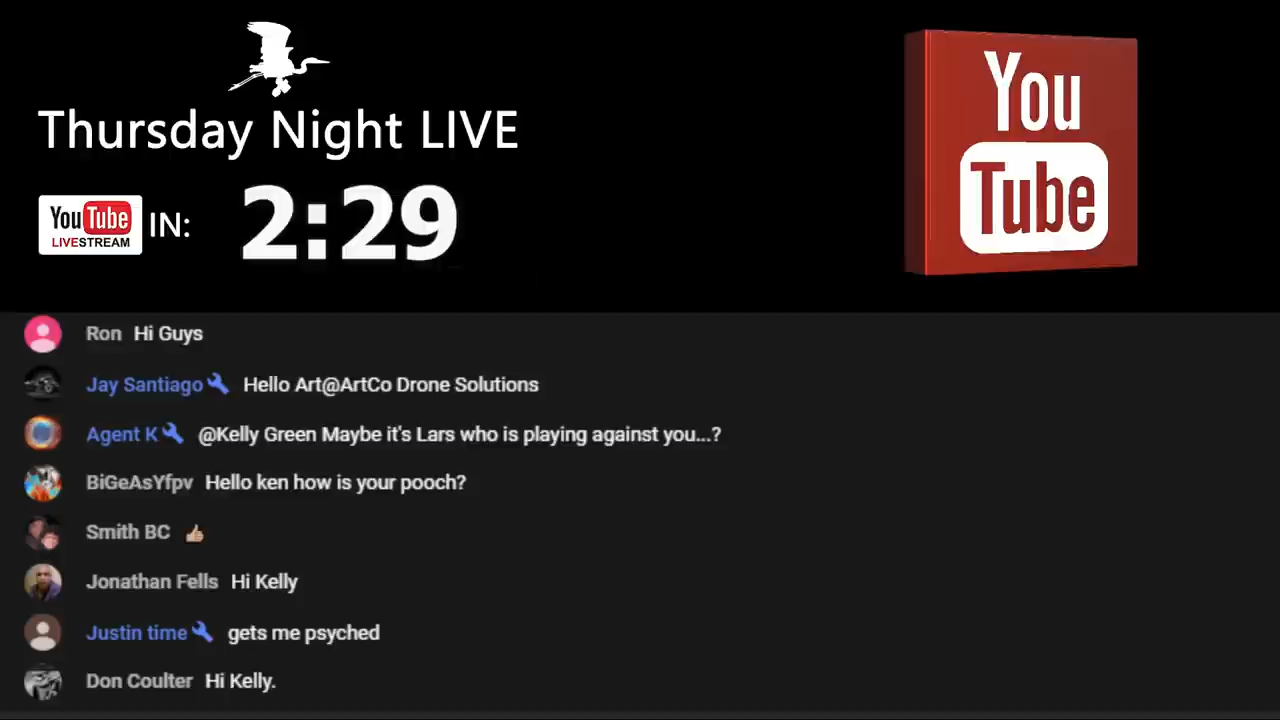 Thursday Night LIVE
YouTube
LIVESTREAM
IN:
2:29
You
Tube
Ron Hi Guys
Jay Santiago Hello Art@ArtCo Drone Solutions
Agent K @Kelly Green Maybe it's Lars who is playing against you...?
BiGeAsYfpv Hello ken how is your pooch?
Smith BC 👍🏼
Jonathan Fells Hi Kelly
Justin time gets me psyched
Don Coulter Hi Kelly.